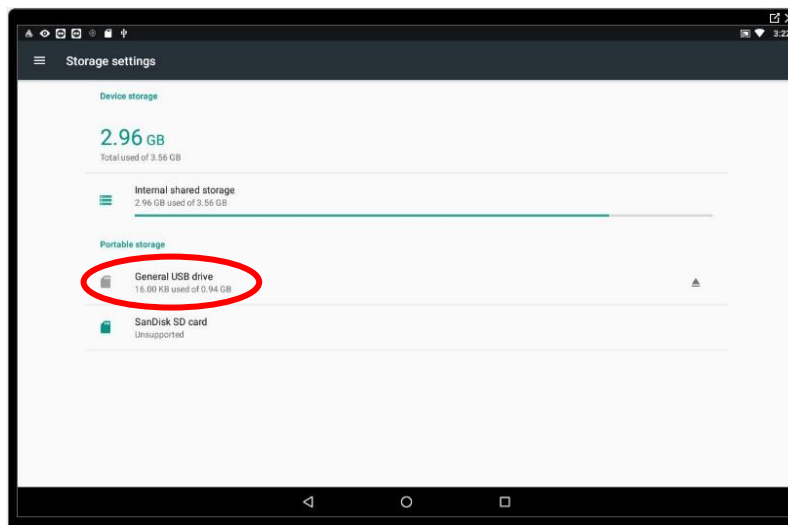 3:22
Storage settings
Device storage
2.96 GB
Total used of 3.56 GB
Internal shared storage
2.96 GB used of 3.56 GB
Portable storage
General USB drive
16.00 KB used of 0.94 GB
SanDisk SD card
Unsupported